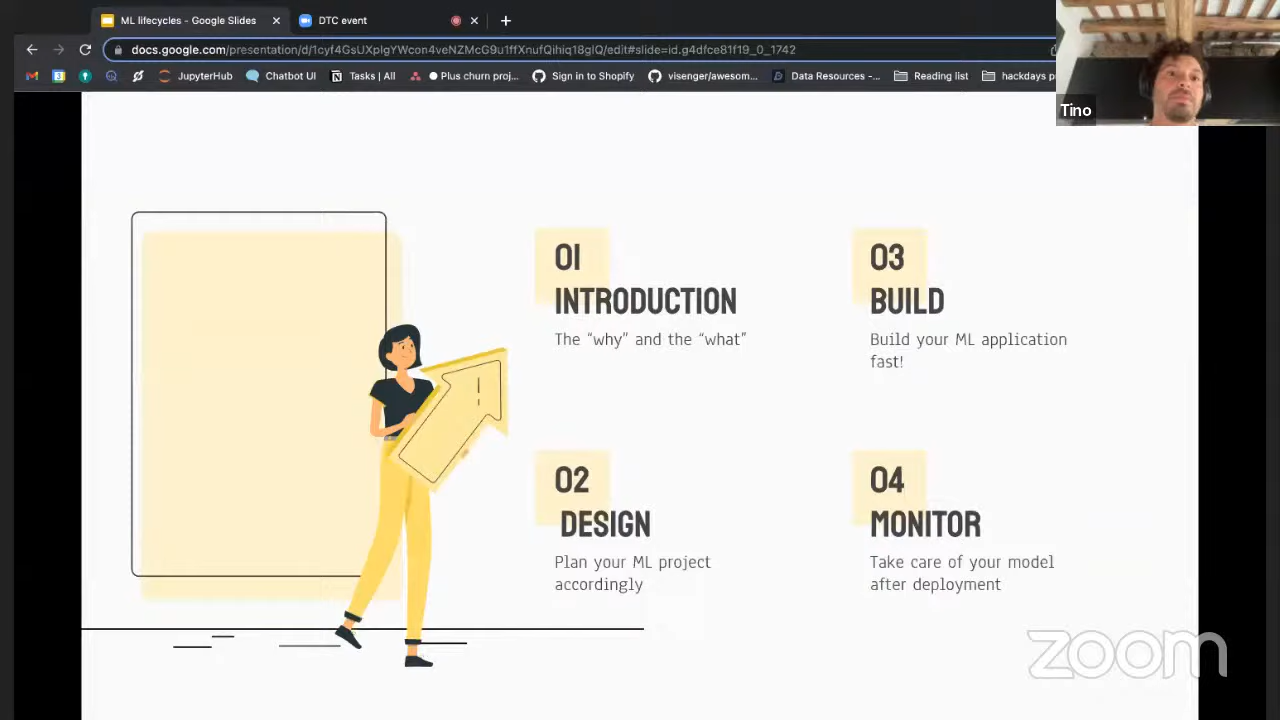 ML lifecycles - Google Slides
DTC event
docs.google.com/presentation/d/1cyf4GsUXplgYWcon4veNZMcG9u1ffXnufQihiq18glQ/edit#slide=id.g4dfce81f19_0_1742
JupyterHub
Chatbot UI
Tasks | All
Plus churn proj...
Sign in to Shopify
visenger/awesom...
Data Resources -...
Reading list
hackdays p
Tino
01
INTRODUCTION
The “why” and the “what”
02
DESIGN
Plan your ML project
accordingly
03
BUILD
Build your ML application
fast!
04
MONITOR
Take care of your model
after deployment
zoom